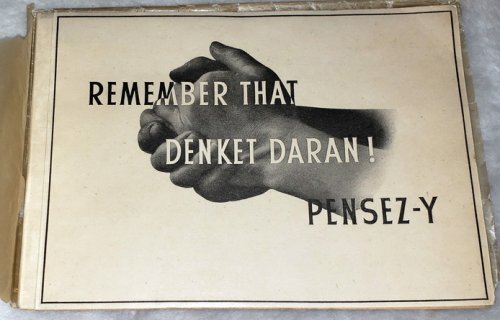 REMEMBER THAT
DENKET DARAN!
PENSEZ-Y